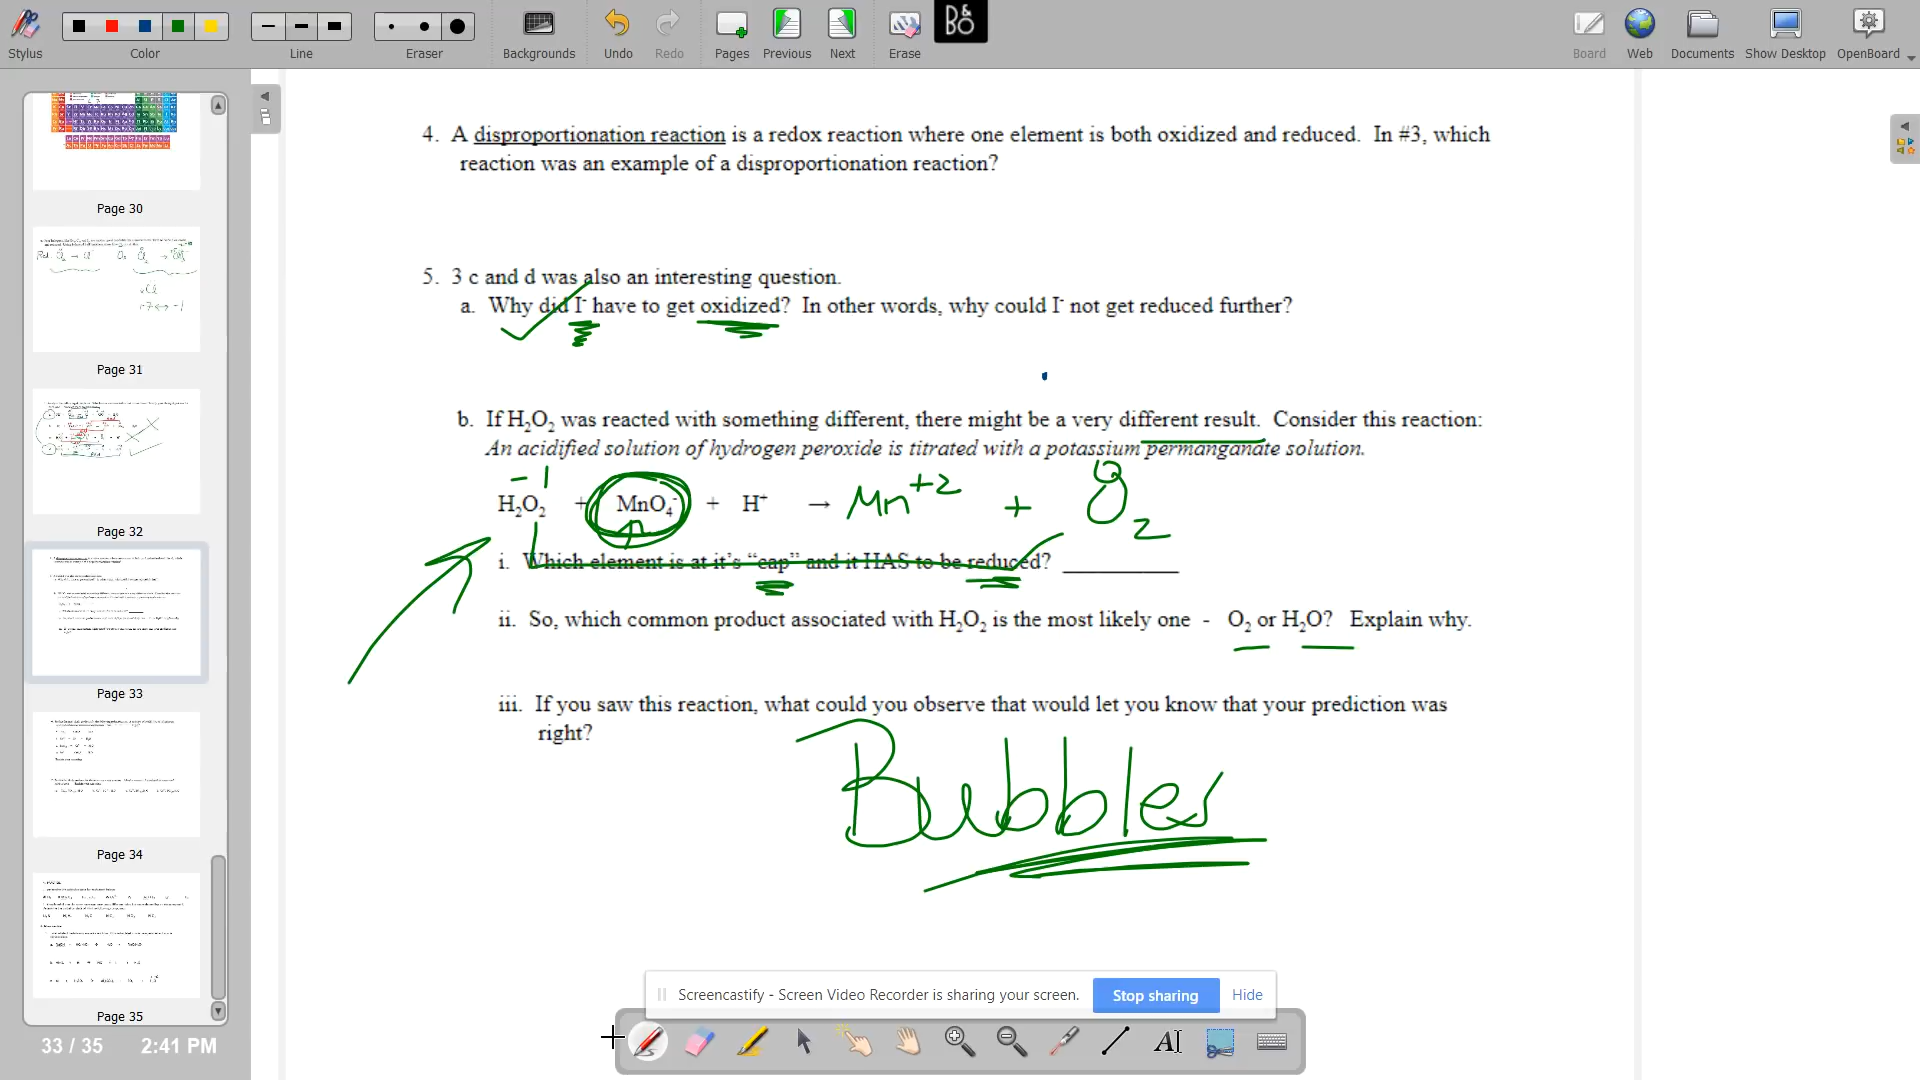 Stylus
Color
Line
Eraser
Backgrounds
Undo
Redo
Pages
Previous
Next
Erase
B&O
Board
Web
Documents
Show Desktop
OpenBoard
Page 30
Page 31
Page 32
Page 33
Page 34
Page 35
33 / 35 2:41 PM
4. A disproportionation reaction is a redox reaction where one element is both oxidized and reduced. In #3, which
reaction was an example of a disproportionation reaction?
5. 3 c and d was also an interesting question.
a. Why did I⁻ have to get oxidized? In other words, why could I⁻ not get reduced further?
b. If H₂O₂ was reacted with something different, there might be a very different result. Consider this reaction:
An acidified solution of hydrogen peroxide is titrated with a potassium permanganate solution.
-1
0
H₂O₂ + MnO₄⁻ + H⁺ → Mn⁺² + O₂
i. Which element is at it's "cap" and it HAS to be reduced? __________
ii. So, which common product associated with H₂O₂ is the most likely one - O₂ or H₂O? Explain why.
iii. If you saw this reaction, what could you observe that would let you know that your prediction was
right?
Bubbles
Screencastify - Screen Video Recorder is sharing your screen. Stop sharing Hide